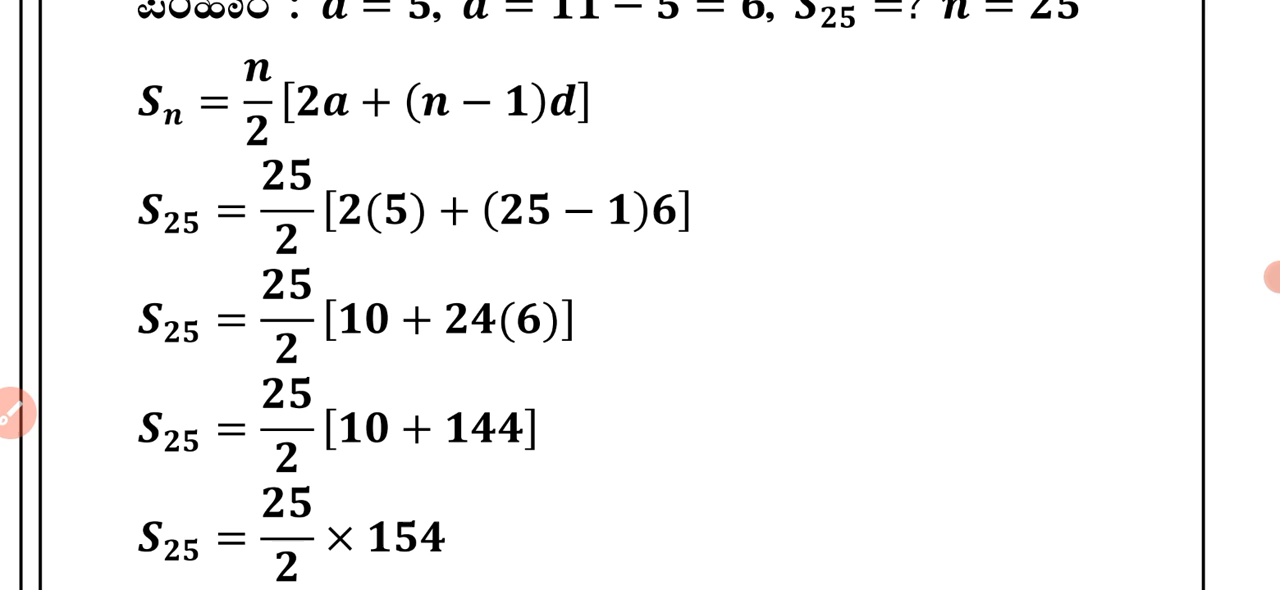 ಪರಿಹಾರ : a = 5, d = 11 − 5 = 6, S₂₅ =? n = 25
Sₙ = n/2 [2a + (n − 1)d]
S₂₅ = 25/2 [2(5) + (25 − 1)6]
S₂₅ = 25/2 [10 + 24(6)]
S₂₅ = 25/2 [10 + 144]
S₂₅ = 25/2 × 154